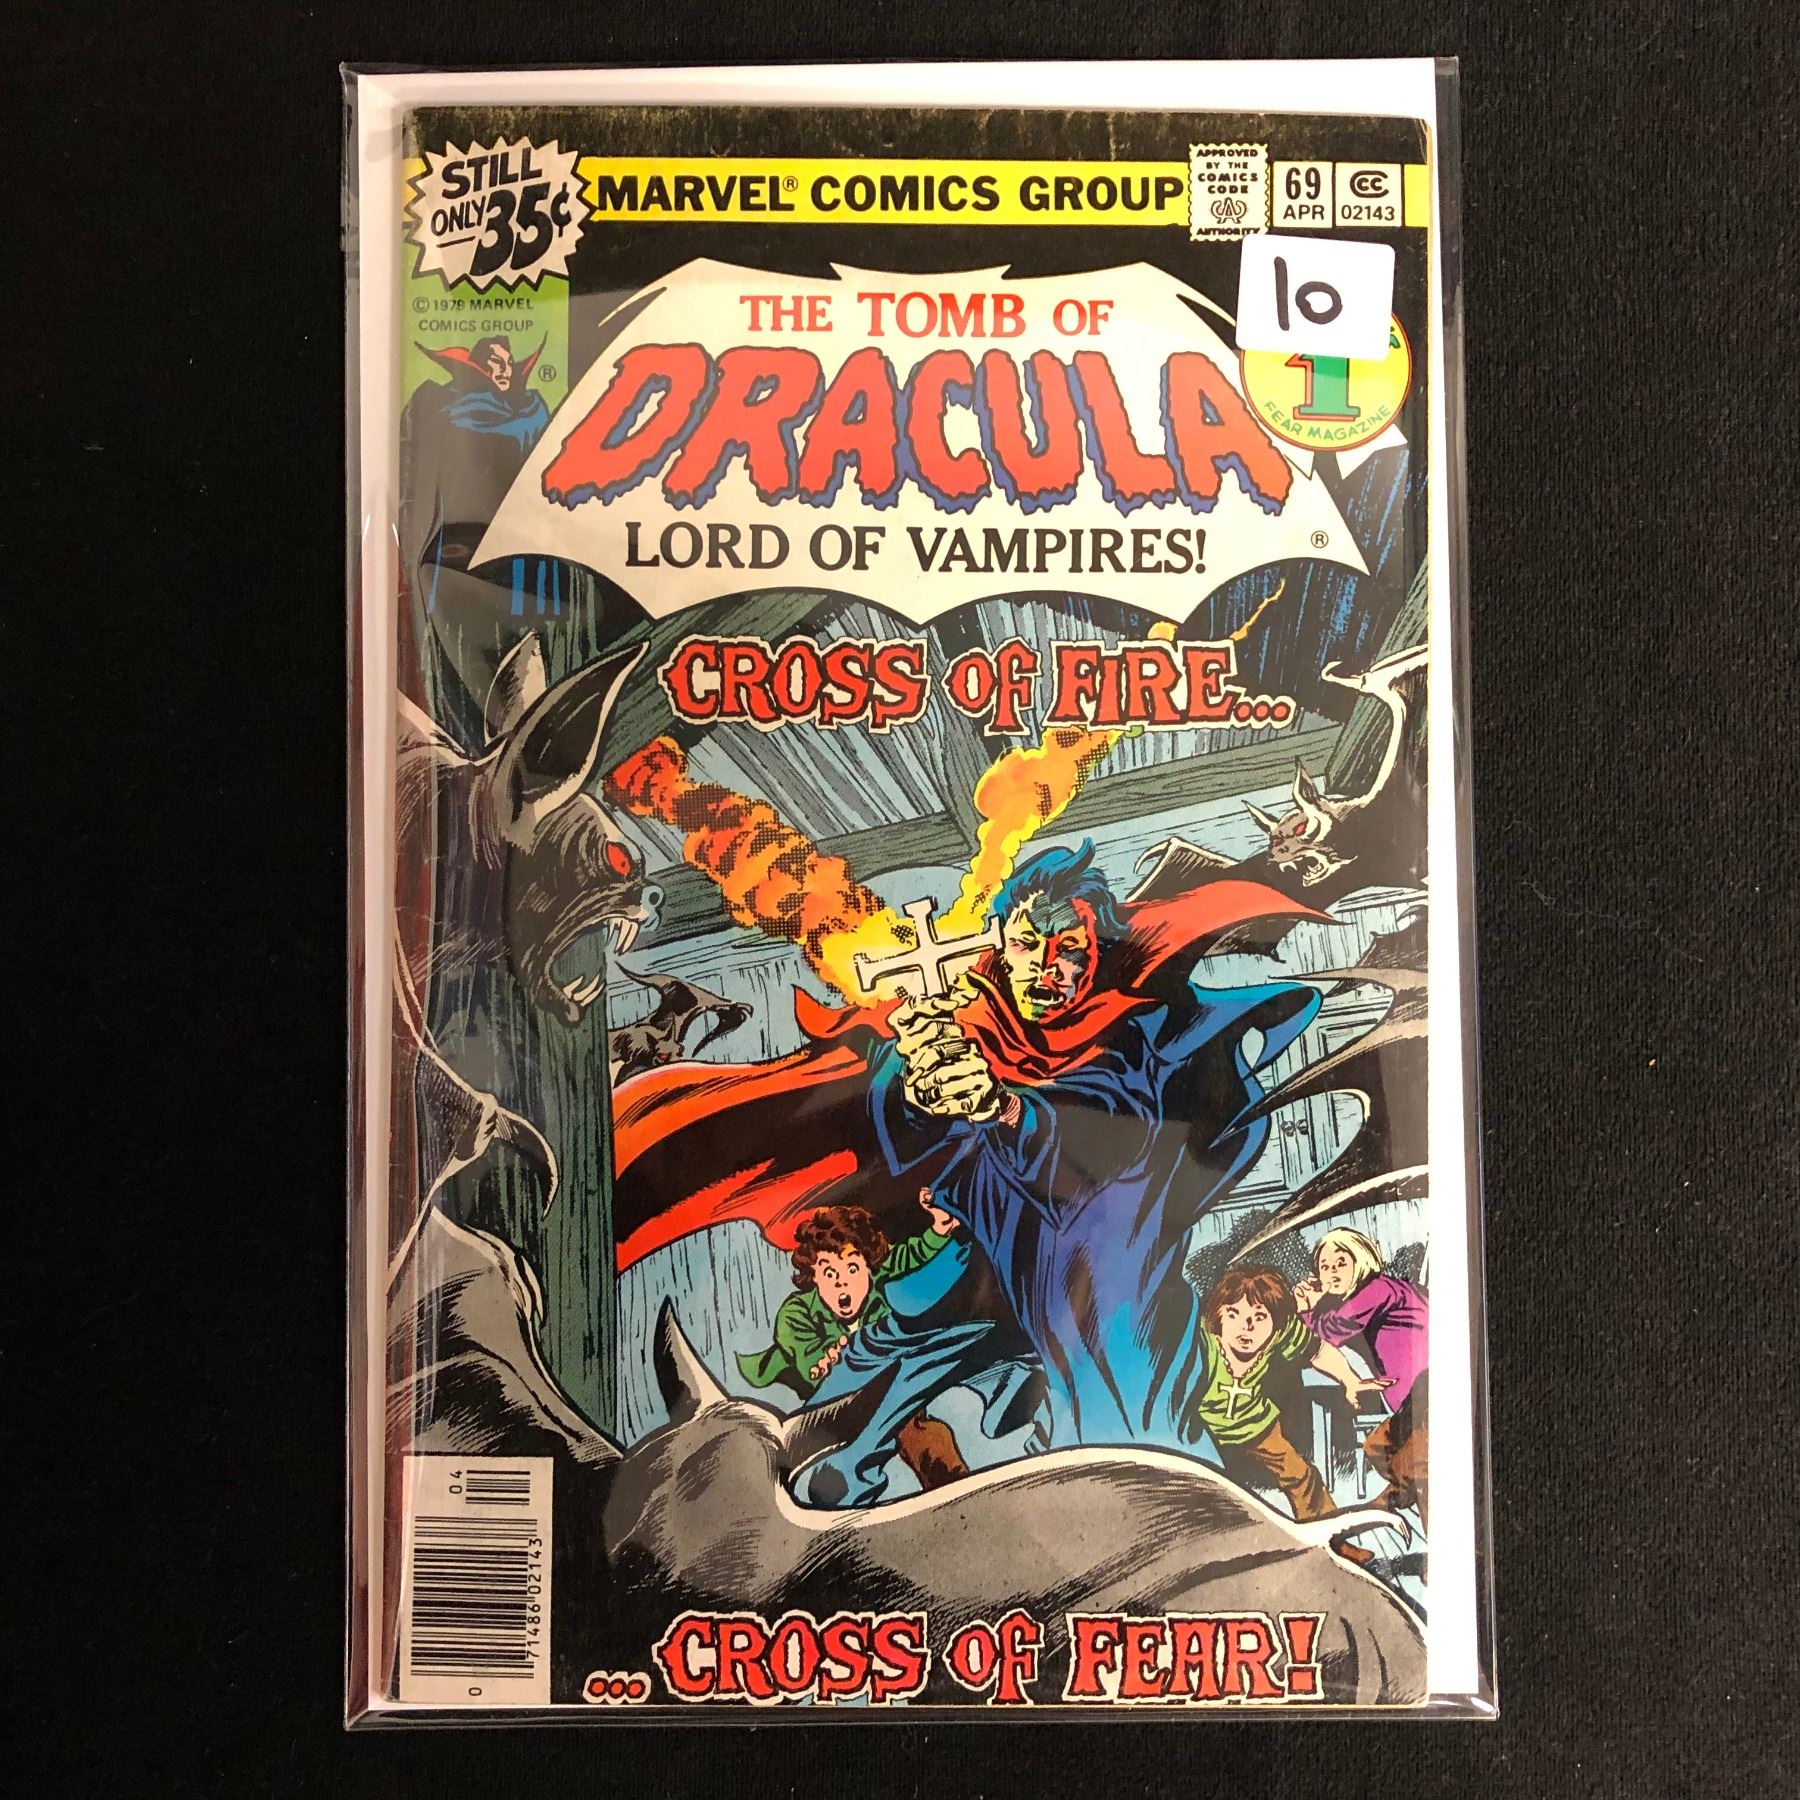 STILL
ONLY 35¢
MARVEL® COMICS GROUP
APPROVED
BY THE
COMICS
CODE
CA
AUTHORITY
69
APR
CC
02143
© 1979 MARVEL
COMICS GROUP
®
10
THE TOMB OF
DRACULA
LORD OF VAMPIRES!
®
1
FEAR MAGAZINE
CROSS OF FIRE...
...CROSS OF FEAR!
04
71486 02143
0